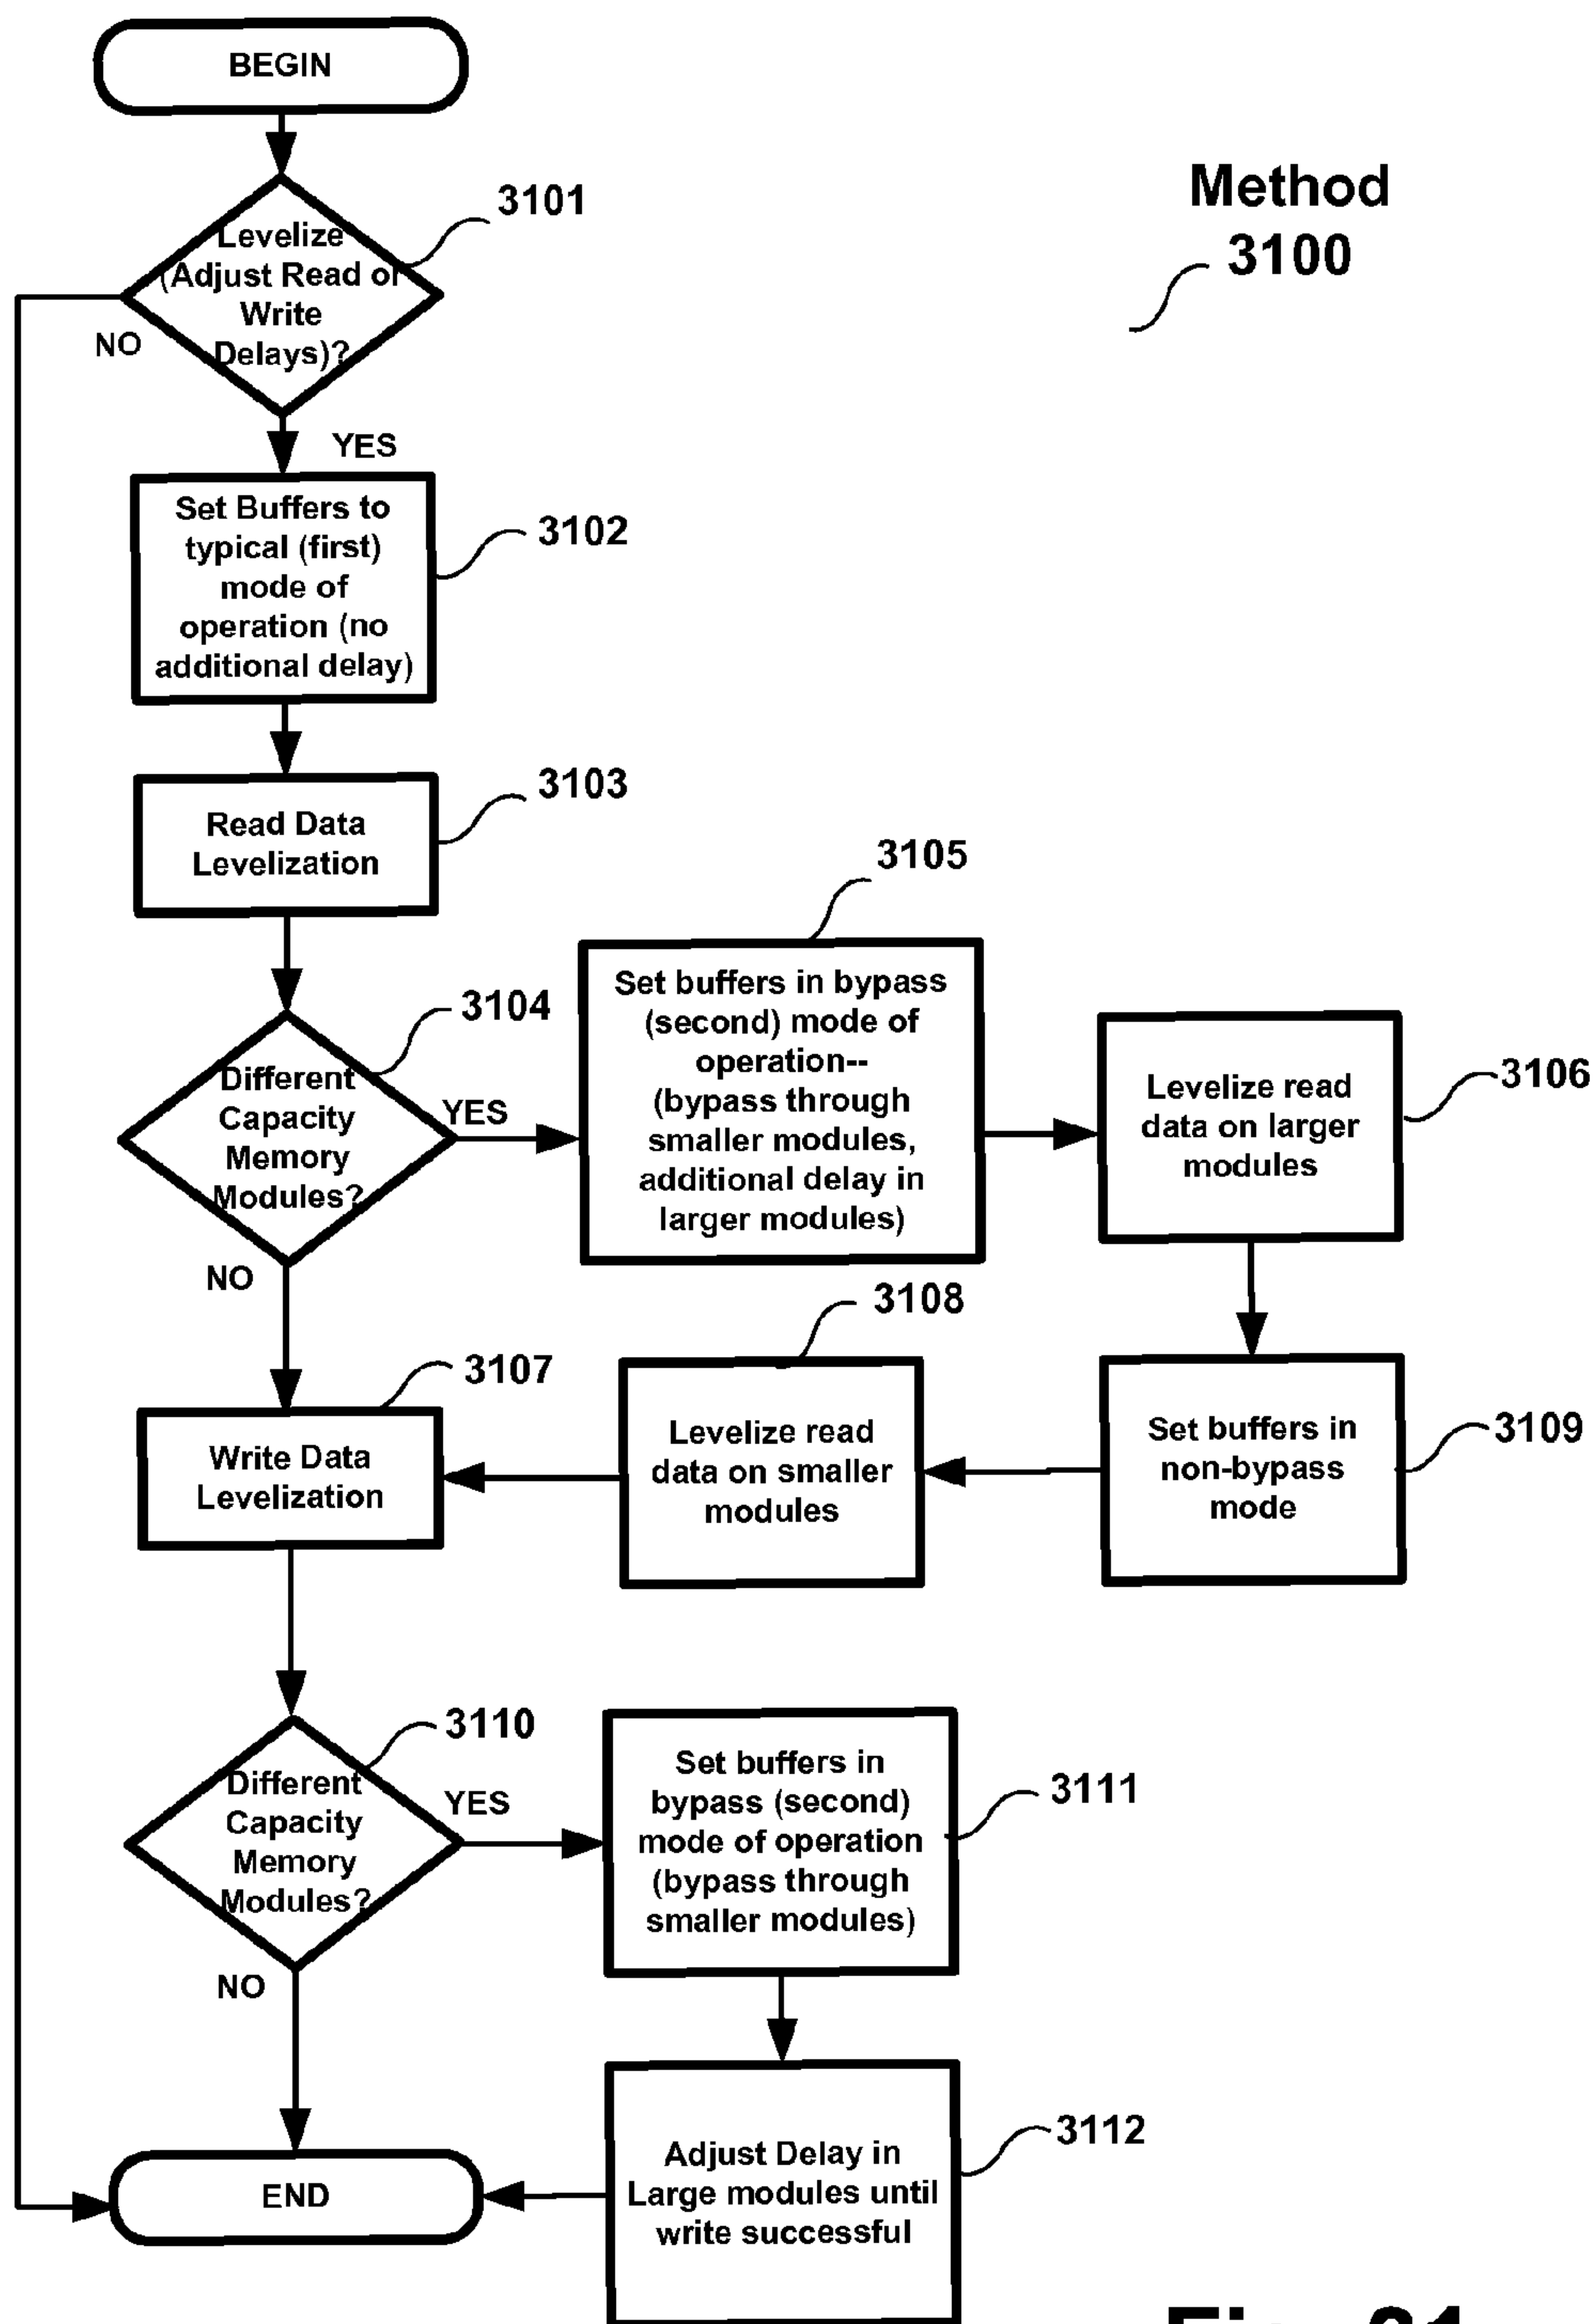 BEGIN
Method
3100
3101
Levelize
(Adjust Read or
Write
Delays)?
NO
YES
Set Buffers to
typical (first)
mode of
operation (no
additional delay)
3102
Read Data
Levelization
3103
3104
Different
Capacity
Memory
Modules?
YES
NO
3105
Set buffers in bypass
(second) mode of
operation--
(bypass through
smaller modules,
additional delay in
larger modules)
Levelize read
data on larger
modules
3106
3107
Write Data
Levelization
3108
Levelize read
data on smaller
modules
Set buffers in
non-bypass
mode
3109
3110
Different
Capacity
Memory
Modules?
YES
NO
Set buffers in
bypass (second)
mode of operation
(bypass through
smaller modules)
3111
END
Adjust Delay in
Large modules until
write successful
3112